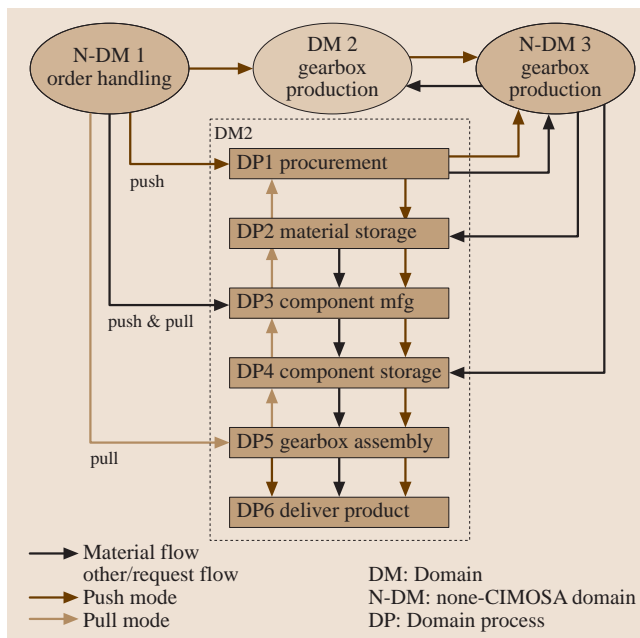 N-DM 1
order handling
DM 2
gearbox
production
N-DM 3
gearbox
production
DM2
DP1 procurement
push
DP2 material storage
DP3 component mfg
push & pull
DP4 component storage
DP5 gearbox assembly
pull
DP6 deliver product
Material flow
other/request flow
Push mode
Pull mode
DM: Domain
N-DM: none-CIMOSA domain
DP: Domain process